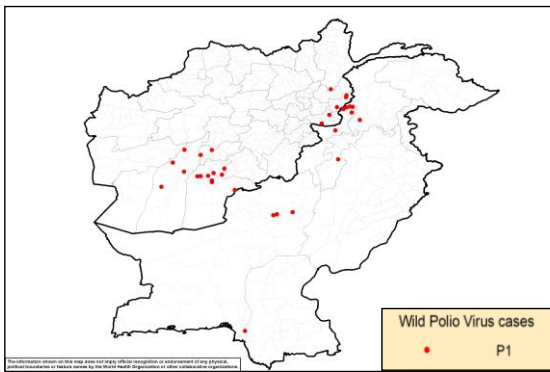 Wild Polio Virus cases
P1
The information shown on this map does not imply official recognition or endorsement of any physical,
political boundaries or feature names by the World Health Organization or other collaborative organizations.